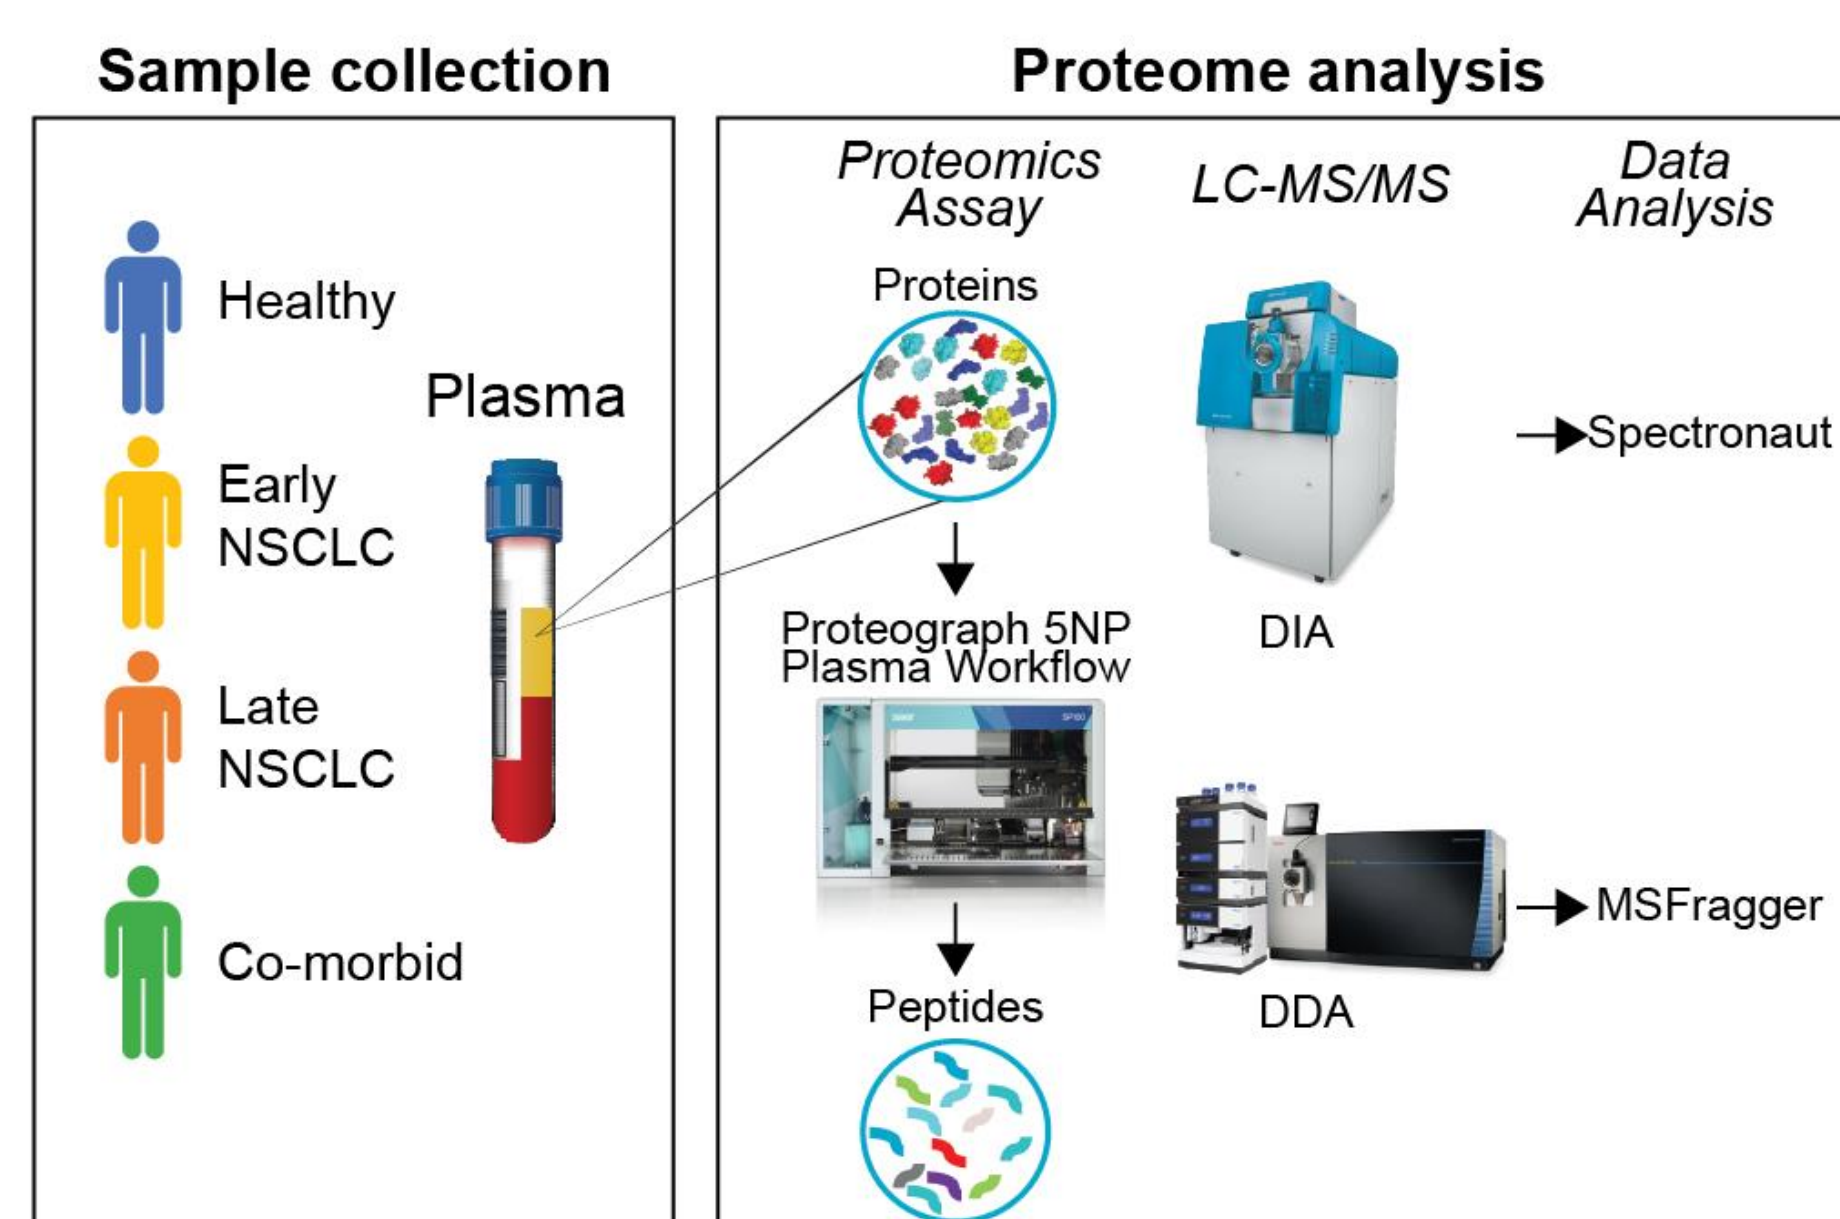 Sample collection
Healthy
Early
NSCLC
Late
NSCLC
Co-morbid
Plasma
Proteome analysis
Proteomics
Assay
Proteins
Proteograph 5NP
Plasma Workflow
SP100
Peptides
LC-MS/MS
DIA
DDA
Data
Analysis
Spectronaut
MSFragger